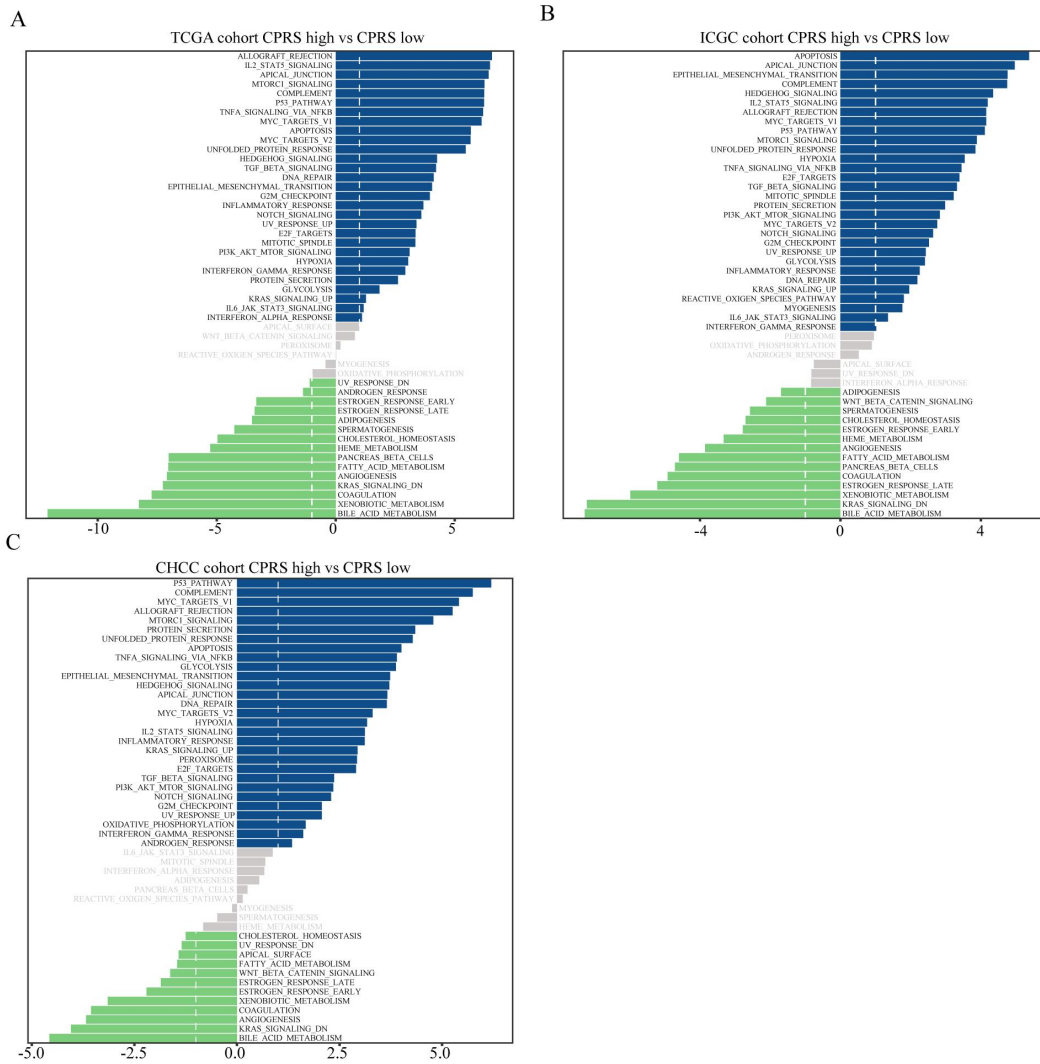 A
TCGA cohort CPRS high vs CPRS low
ALLOGRAFT_REJECTION
IL2_STAT5_SIGNALING
APICAL_JUNCTION
MTORC1_SIGNALING
COMPLEMENT
P53_PATHWAY
TNFA_SIGNALING_VIA_NFKB
MYC_TARGETS_V1
APOPTOSIS
MYC_TARGETS_V2
UNFOLDED_PROTEIN_RESPONSE
HEDGEHOG_SIGNALING
TGF_BETA_SIGNALING
DNA_REPAIR
EPITHELIAL_MESENCHYMAL_TRANSITION
G2M_CHECKPOINT
INFLAMMATORY_RESPONSE
NOTCH_SIGNALING
UV_RESPONSE_UP
E2F_TARGETS
MITOTIC_SPINDLE
PI3K_AKT_MTOR_SIGNALING
HYPOXIA
INTERFERON_GAMMA_RESPONSE
PROTEIN_SECRETION
GLYCOLYSIS
KRAS_SIGNALING_UP
IL6_JAK_STAT3_SIGNALING
INTERFERON_ALPHA_RESPONSE
APICAL_SURFACE
WNT_BETA_CATENIN_SIGNALING
PEROXISOME
REACTIVE_OXIGEN_SPECIES_PATHWAY
MYOGENESIS
OXIDATIVE_PHOSPHORYLATION
UV_RESPONSE_DN
ANDROGEN_RESPONSE
ESTROGEN_RESPONSE_EARLY
ESTROGEN_RESPONSE_LATE
ADIPOGENESIS
SPERMATOGENESIS
CHOLESTEROL_HOMEOSTASIS
HEME_METABOLISM
PANCREAS_BETA_CELLS
FATTY_ACID_METABOLISM
ANGIOGENESIS
KRAS_SIGNALING_DN
COAGULATION
XENOBIOTIC_METABOLISM
BILE_ACID_METABOLISM
-10 -5 0 5
B
ICGC cohort CPRS high vs CPRS low
APOPTOSIS
APICAL_JUNCTION
EPITHELIAL_MESENCHYMAL_TRANSITION
COMPLEMENT
HEDGEHOG_SIGNALING
IL2_STAT5_SIGNALING
ALLOGRAFT_REJECTION
MYC_TARGETS_V1
P53_PATHWAY
MTORC1_SIGNALING
UNFOLDED_PROTEIN_RESPONSE
HYPOXIA
TNFA_SIGNALING_VIA_NFKB
E2F_TARGETS
TGF_BETA_SIGNALING
MITOTIC_SPINDLE
PROTEIN_SECRETION
PI3K_AKT_MTOR_SIGNALING
MYC_TARGETS_V2
NOTCH_SIGNALING
G2M_CHECKPOINT
UV_RESPONSE_UP
GLYCOLYSIS
INFLAMMATORY_RESPONSE
DNA_REPAIR
KRAS_SIGNALING_UP
REACTIVE_OXIGEN_SPECIES_PATHWAY
MYOGENESIS
IL6_JAK_STAT3_SIGNALING
INTERFERON_GAMMA_RESPONSE
PEROXISOME
OXIDATIVE_PHOSPHORYLATION
ANDROGEN_RESPONSE
APICAL_SURFACE
UV_RESPONSE_DN
INTERFERON_ALPHA_RESPONSE
ADIPOGENESIS
WNT_BETA_CATENIN_SIGNALING
SPERMATOGENESIS
CHOLESTEROL_HOMEOSTASIS
ESTROGEN_RESPONSE_EARLY
HEME_METABOLISM
ANGIOGENESIS
FATTY_ACID_METABOLISM
PANCREAS_BETA_CELLS
COAGULATION
ESTROGEN_RESPONSE_LATE
XENOBIOTIC_METABOLISM
KRAS_SIGNALING_DN
BILE_ACID_METABOLISM
-4 0 4
C
CHCC cohort CPRS high vs CPRS low
P53_PATHWAY
COMPLEMENT
MYC_TARGETS_V1
ALLOGRAFT_REJECTION
MTORC1_SIGNALING
PROTEIN_SECRETION
UNFOLDED_PROTEIN_RESPONSE
APOPTOSIS
TNFA_SIGNALING_VIA_NFKB
GLYCOLYSIS
EPITHELIAL_MESENCHYMAL_TRANSITION
HEDGEHOG_SIGNALING
APICAL_JUNCTION
DNA_REPAIR
MYC_TARGETS_V2
HYPOXIA
IL2_STAT5_SIGNALING
INFLAMMATORY_RESPONSE
KRAS_SIGNALING_UP
PEROXISOME
E2F_TARGETS
TGF_BETA_SIGNALING
PI3K_AKT_MTOR_SIGNALING
NOTCH_SIGNALING
G2M_CHECKPOINT
UV_RESPONSE_UP
OXIDATIVE_PHOSPHORYLATION
INTERFERON_GAMMA_RESPONSE
ANDROGEN_RESPONSE
IL6_JAK_STAT3_SIGNALING
MITOTIC_SPINDLE
INTERFERON_ALPHA_RESPONSE
ADIPOGENESIS
PANCREAS_BETA_CELLS
REACTIVE_OXIGEN_SPECIES_PATHWAY
MYOGENESIS
SPERMATOGENESIS
HEME_METABOLISM
CHOLESTEROL_HOMEOSTASIS
UV_RESPONSE_DN
APICAL_SURFACE
FATTY_ACID_METABOLISM
WNT_BETA_CATENIN_SIGNALING
ESTROGEN_RESPONSE_LATE
ESTROGEN_RESPONSE_EARLY
XENOBIOTIC_METABOLISM
COAGULATION
ANGIOGENESIS
KRAS_SIGNALING_DN
BILE_ACID_METABOLISM
-5.0 -2.5 0.0 2.5 5.0